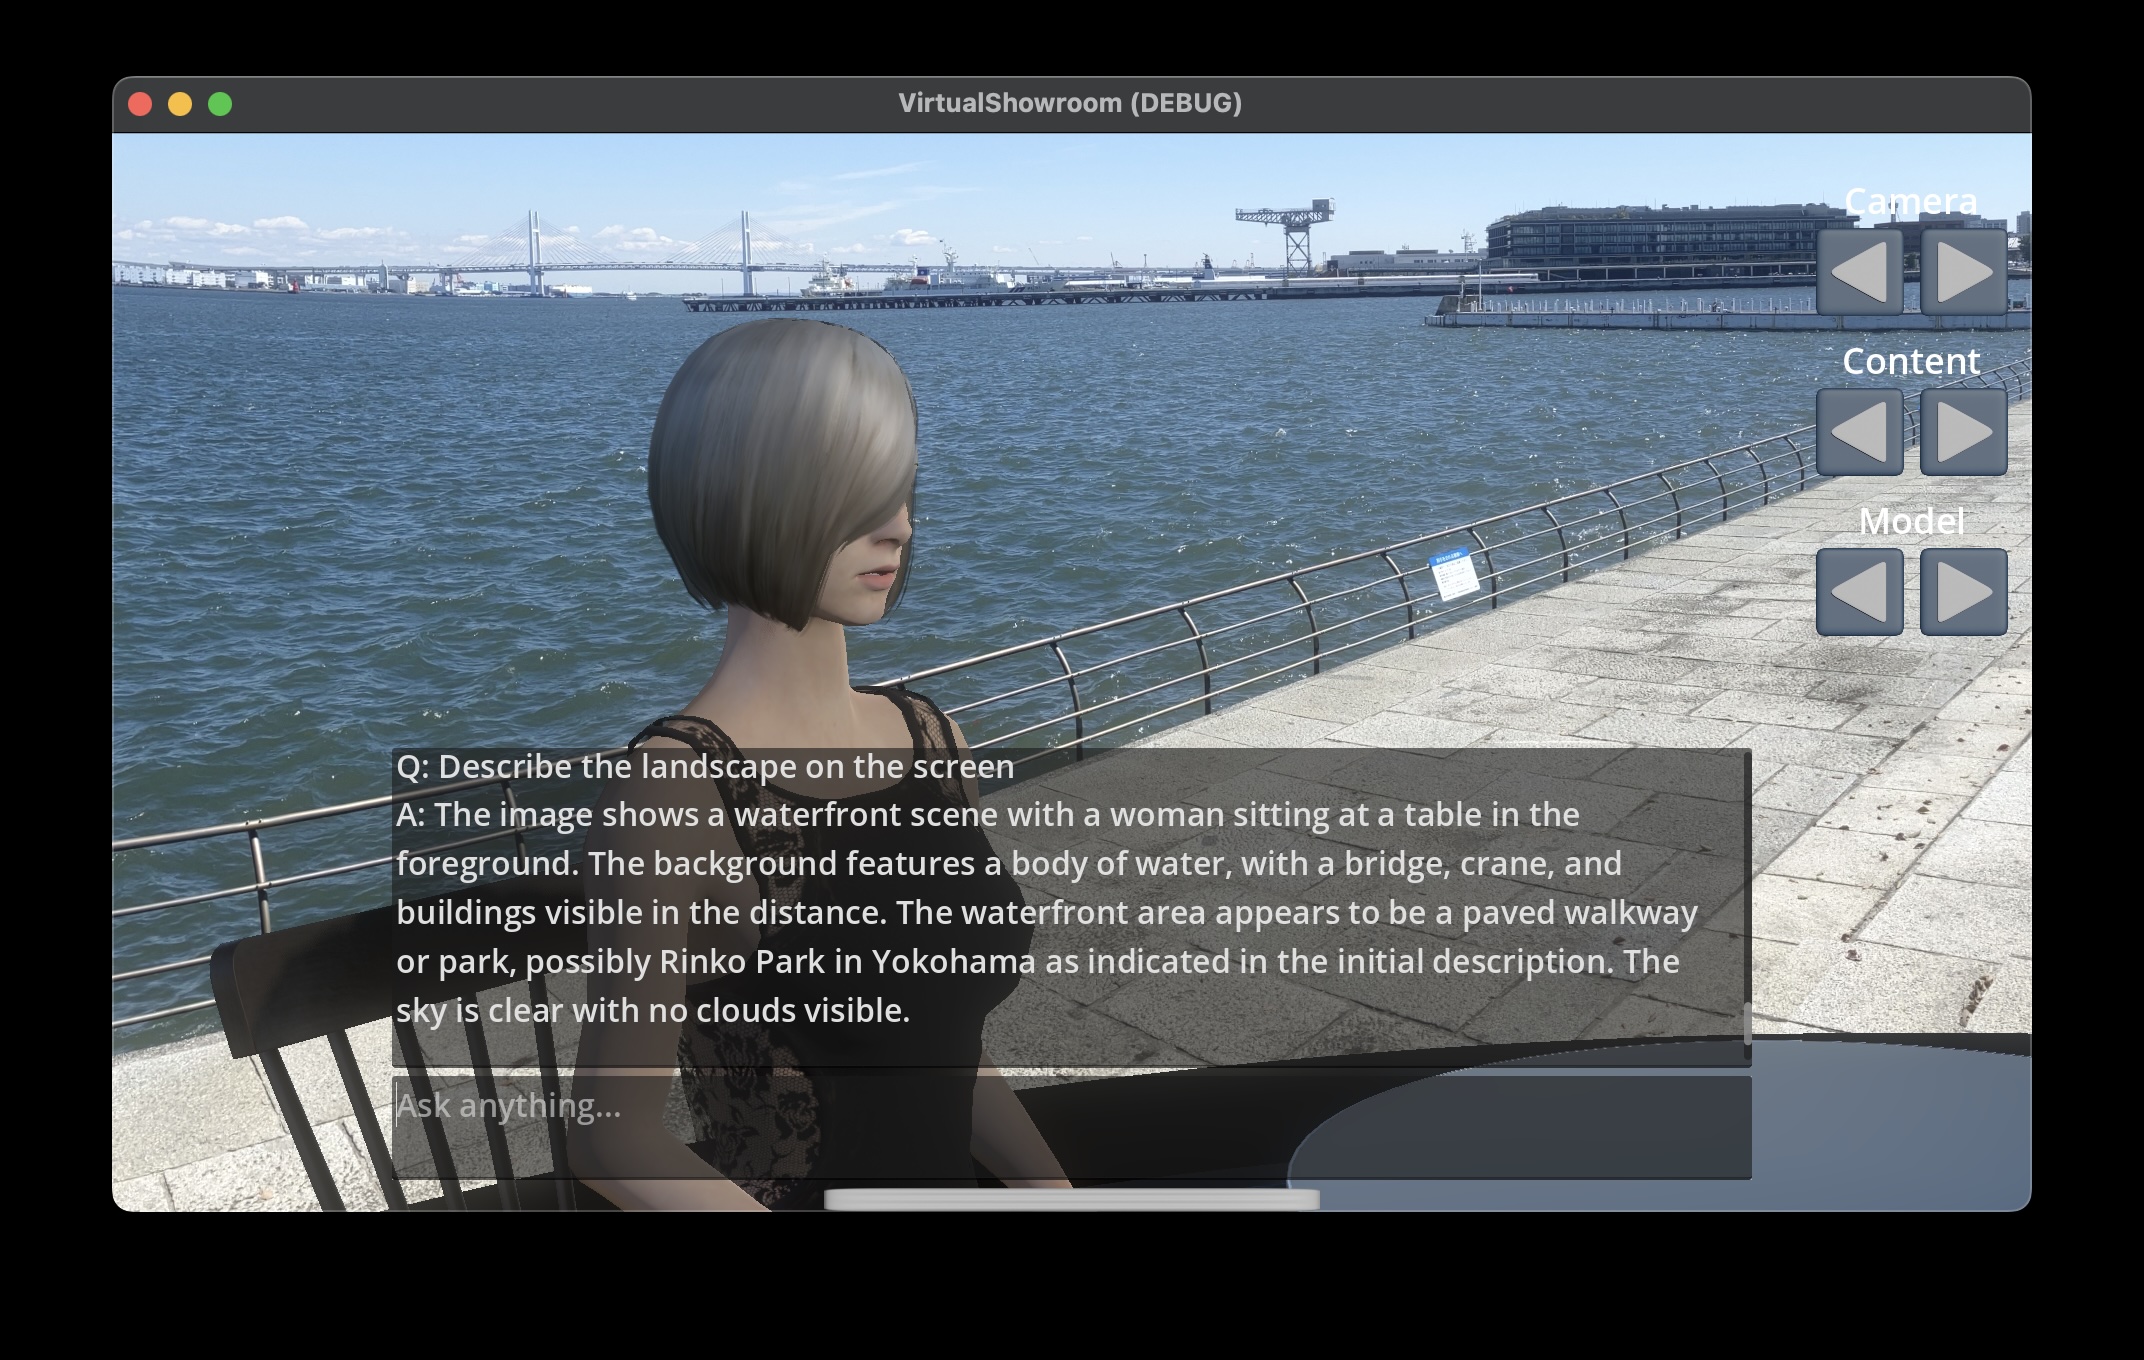 VirtualShowroom (DEBUG)
Camera
Content
Model
Q: Describe the landscape on the screen
A: The image shows a waterfront scene with a woman sitting at a table in the
foreground. The background features a body of water, with a bridge, crane, and
buildings visible in the distance. The waterfront area appears to be a paved walkway
or park, possibly Rinko Park in Yokohama as indicated in the initial description. The
sky is clear with no clouds visible.
Ask anything...